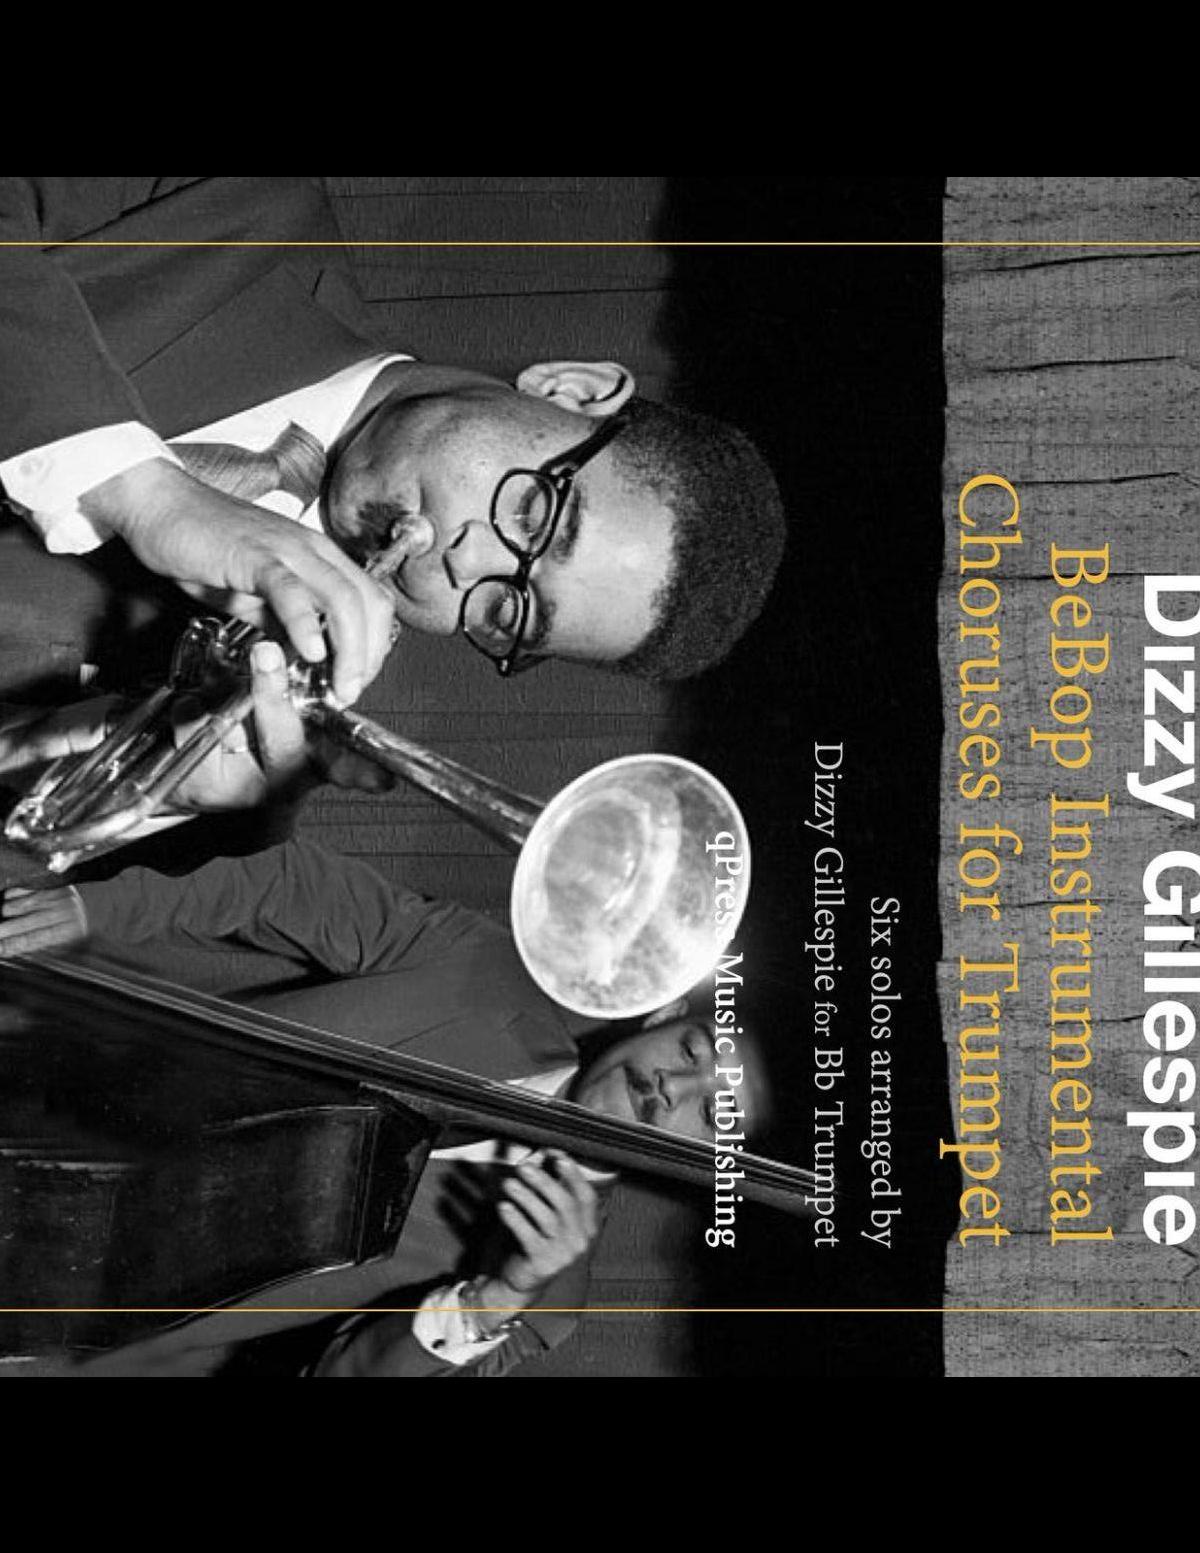 Dizzy Gillespie
BeBop Instrumental
Choruses for Trumpet
Six solos arranged by
Dizzy Gillespie for Bb Trumpet
qPress Music Publishing